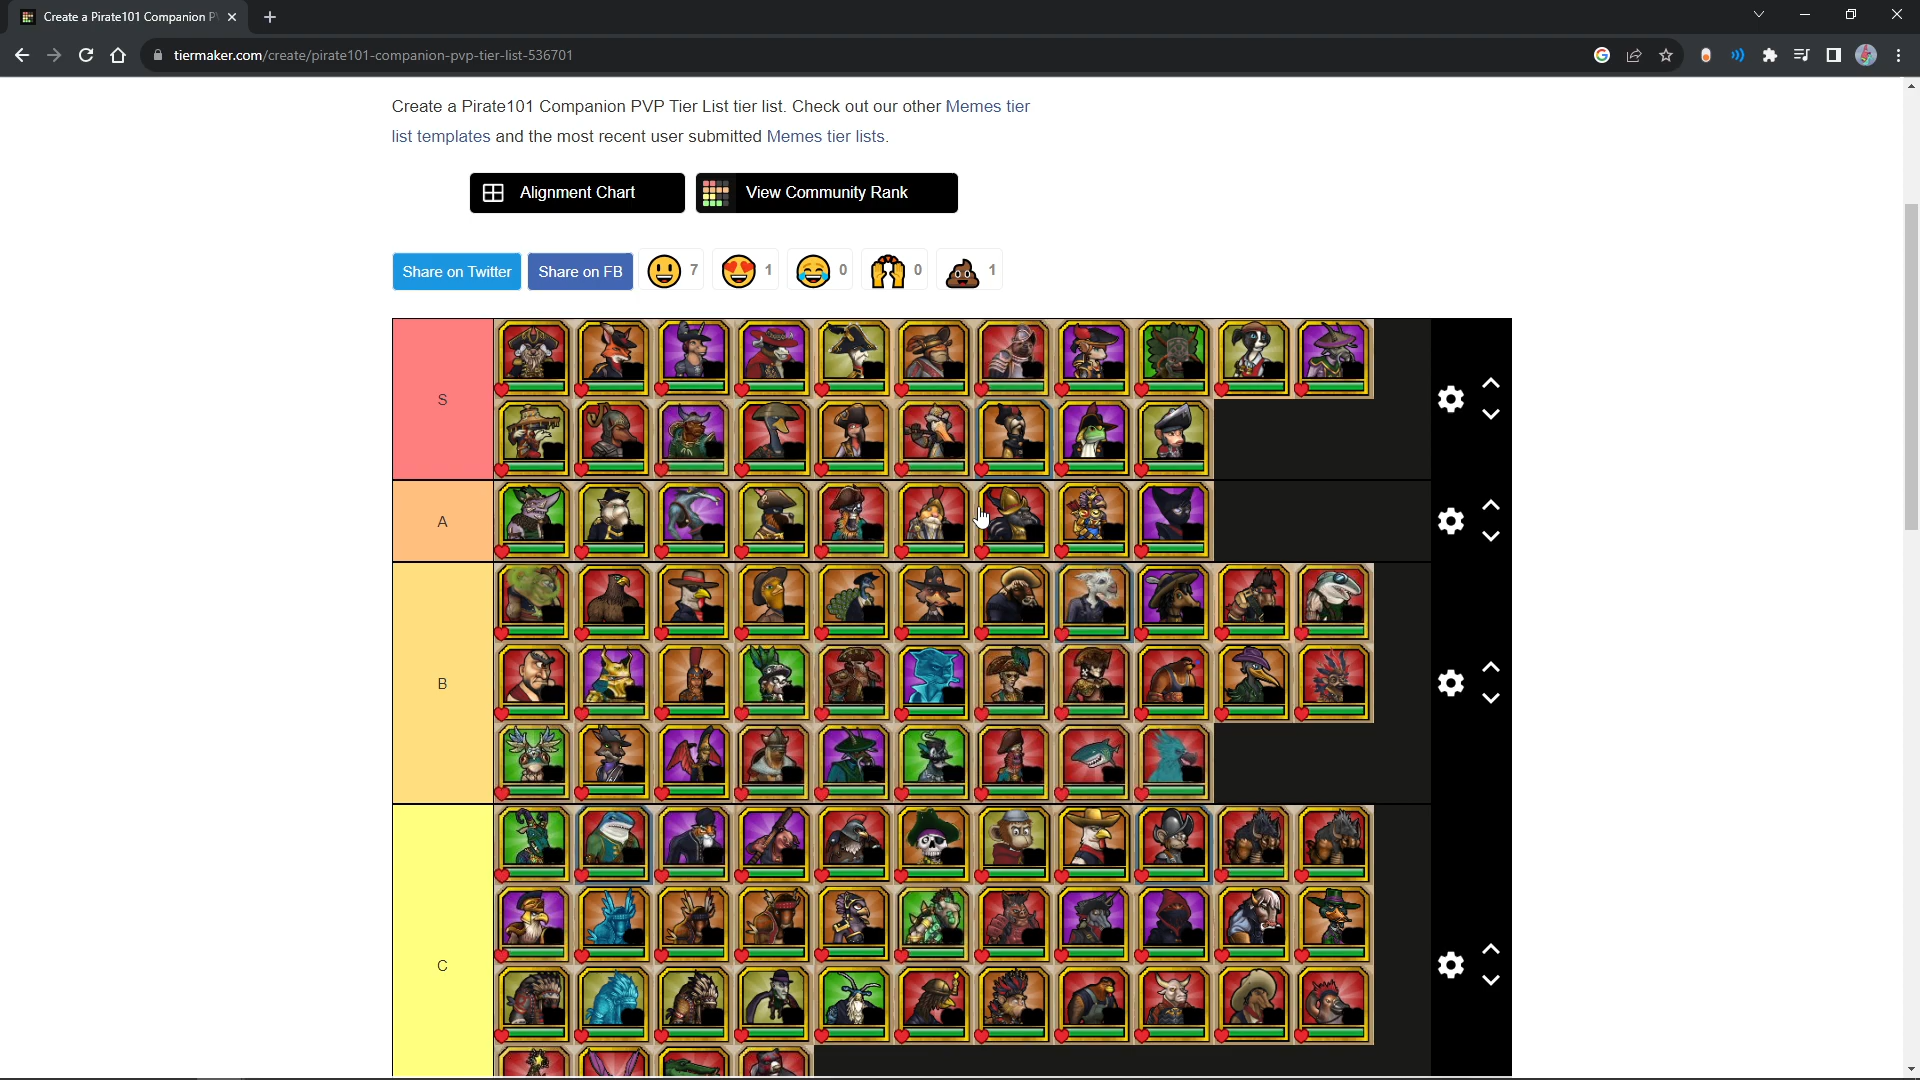 Create a Pirate101 Companion P
tiermaker.com/create/pirate101-companion-pvp-tier-list-536701
Create a Pirate101 Companion PVP Tier List tier list. Check out our other Memes tier
list templates and the most recent user submitted Memes tier lists.
Alignment Chart
View Community Rank
Share on Twitter
Share on FB
7
1
0
0
1
S
A
B
C